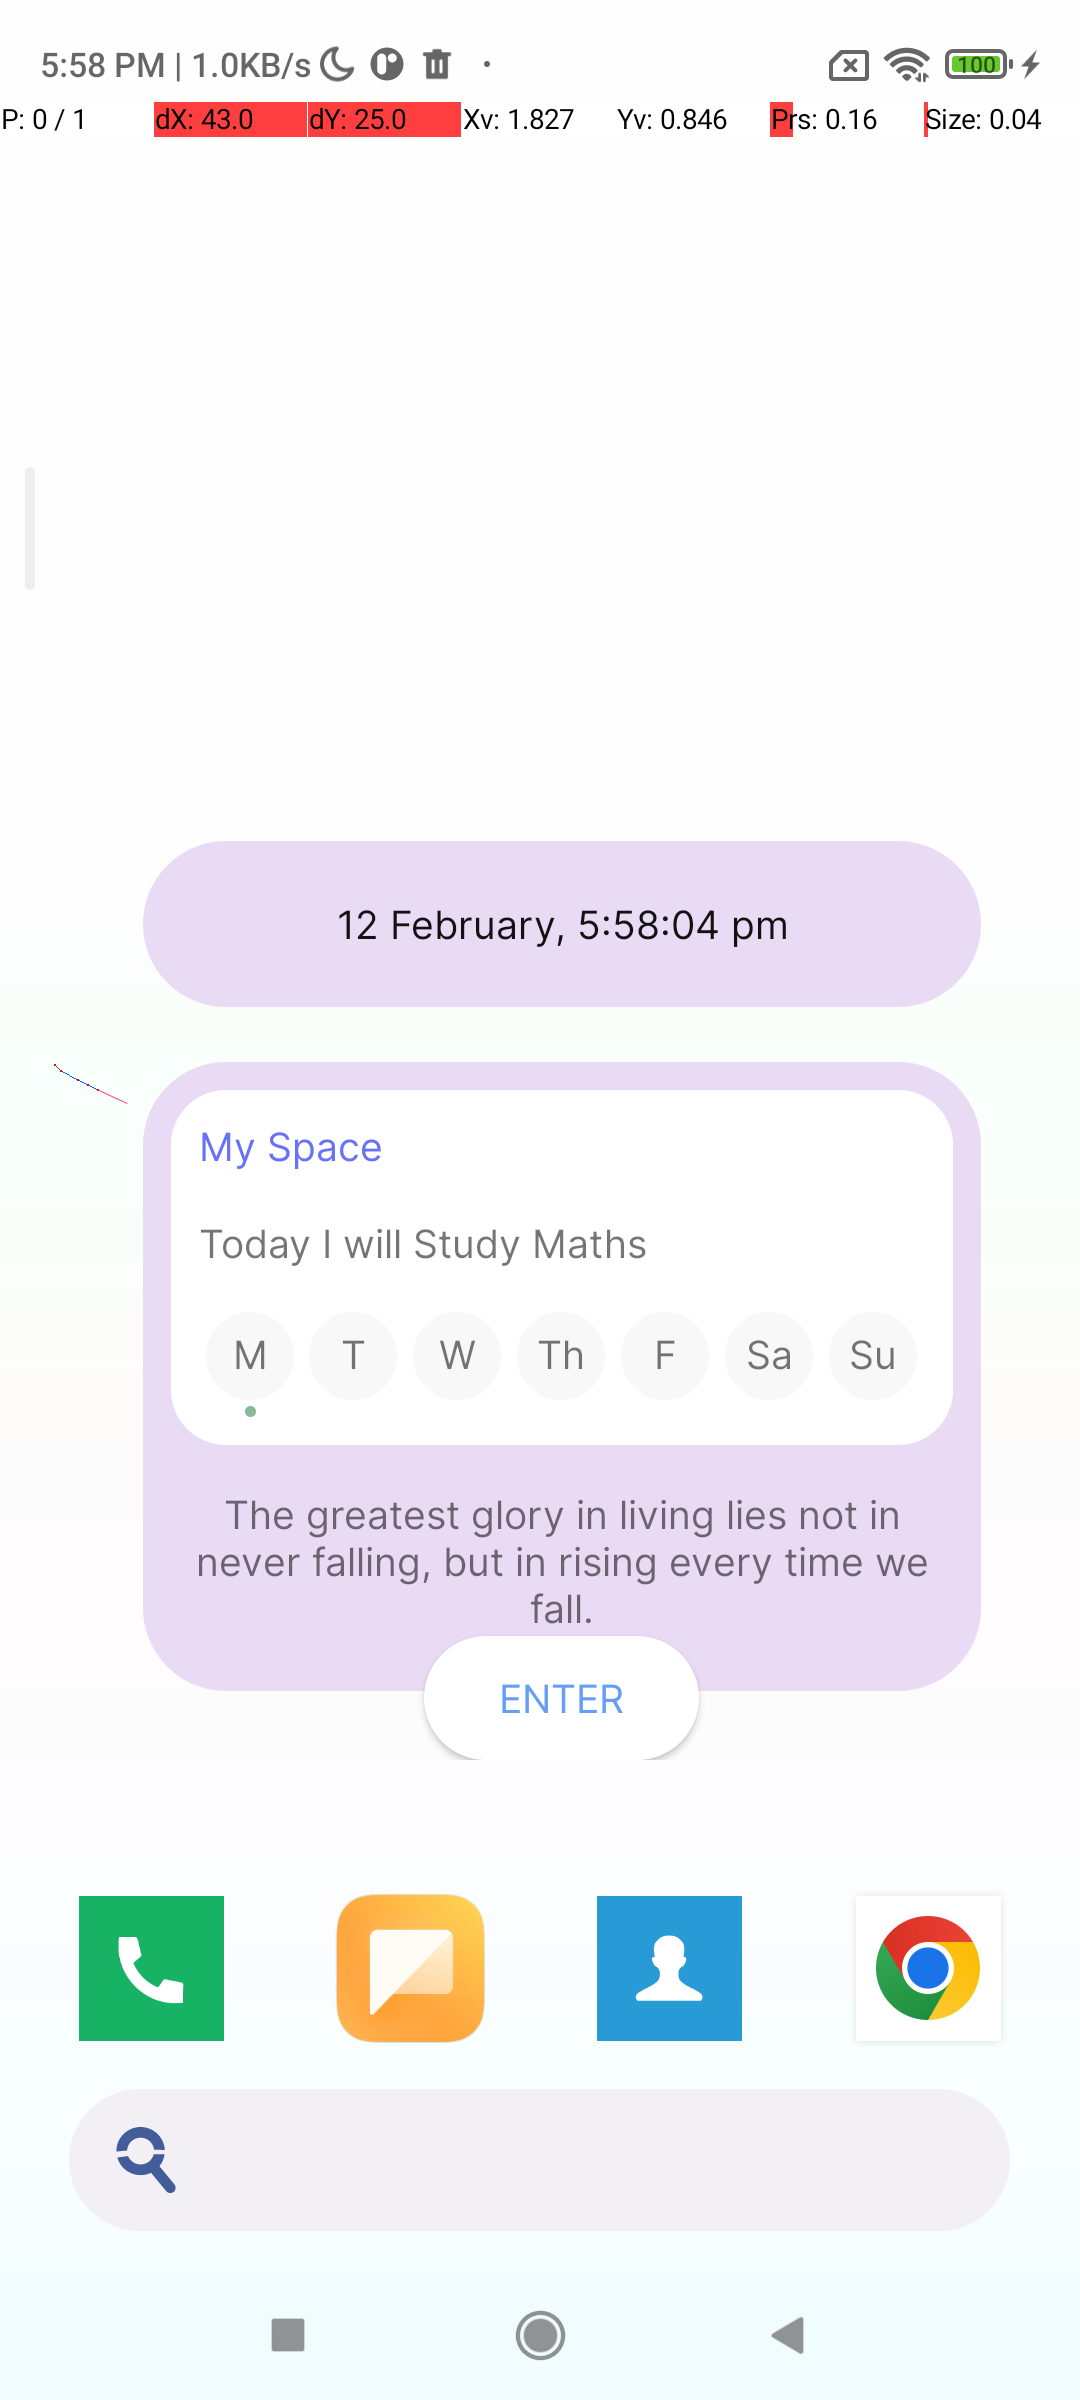 5:58 PM | 1.0KB/s 100
P: 0 / 1 dX: 43.0 dY: 25.0 Xv: 1.827 Yv: 0.846 Prs: 0.16 Size: 0.04
12 February, 5:58:04 pm
My Space
Today I will Study Maths
M T W Th F Sa Su
The greatest glory in living lies not in
never falling, but in rising every time we
fall.
ENTER